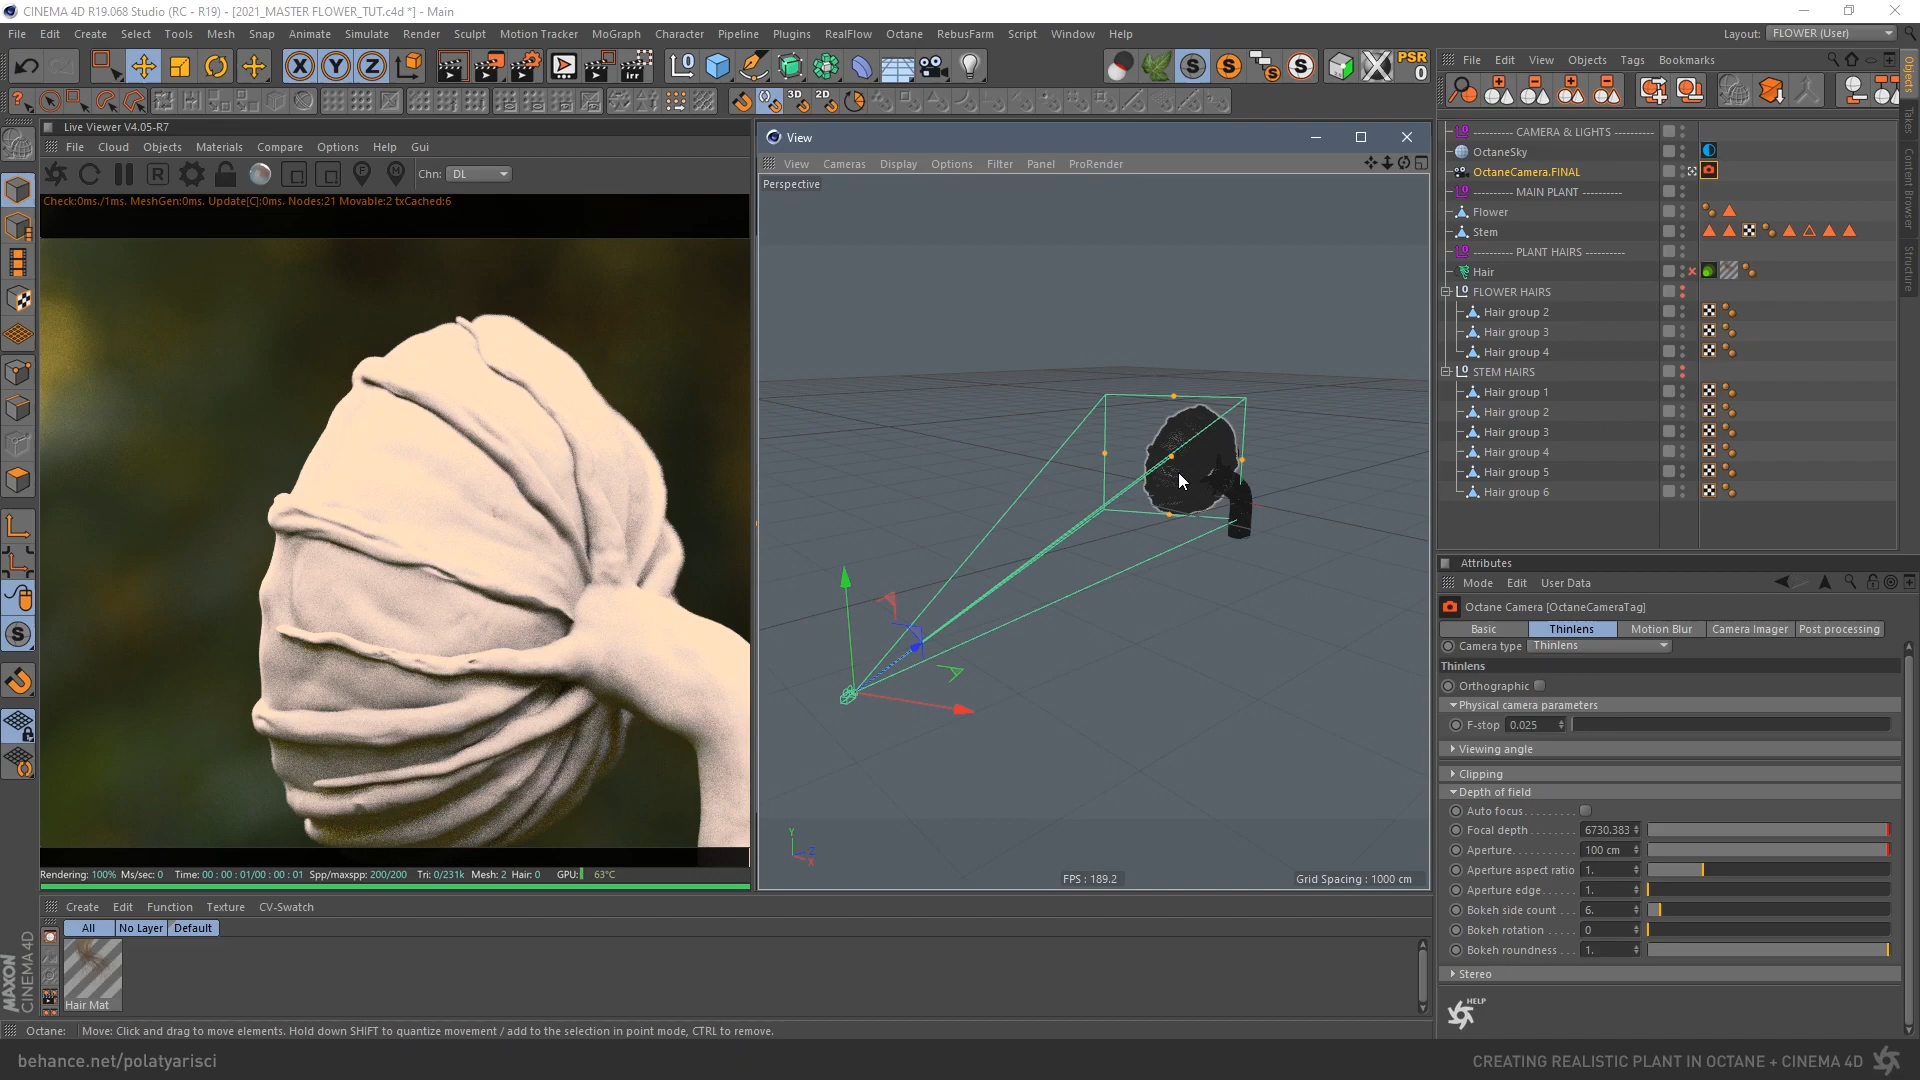 CINEMA 4D R19.068 Studio (RC - R19) - [2021_MASTER FLOWER_TUT.c4d *] - Main
File Edit Create Select Tools Mesh Snap Animate Simulate Render Sculpt Motion Tracker MoGraph Character Pipeline Plugins RealFlow Octane RebusFarm Script Window Help
Layout: FLOWER (User)
PSR
0
3D 2D
File Edit View Objects Tags Bookmarks
Live Viewer V4.05-R7
File Cloud Objects Materials Compare Options Help Gui
Chn: DL
Check:0ms./1ms. MeshGen:0ms. Update[C]:0ms. Nodes:21 Movable:2 txCached:6
Rendering: 100% Ms/sec: 0 Time: 00 : 00 : 01/00 : 00 : 01 Spp/maxspp: 200/200 Tri: 0/231k Mesh: 2 Hair: 0 GPU: 63°C
View
View Cameras Display Options Filter Panel ProRender
Perspective
FPS : 189.2
Grid Spacing : 1000 cm
Y
Z
X
---------- CAMERA & LIGHTS ----------
OctaneSky
OctaneCamera.FINAL
---------- MAIN PLANT ----------
Flower
Stem
---------- PLANT HAIRS ----------
Hair
FLOWER HAIRS
Hair group 2
Hair group 3
Hair group 4
STEM HAIRS
Hair group 1
Hair group 2
Hair group 3
Hair group 4
Hair group 5
Hair group 6
Objects
Takes
Content Browser
Structure
Attributes
Mode Edit User Data
Octane Camera [OctaneCameraTag]
Basic Thinlens Motion Blur Camera Imager Post processing
Camera type Thinlens
Thinlens
Orthographic
Physical camera parameters
F-stop 0.025
Viewing angle
Clipping
Depth of field
Auto focus
Focal depth 6730.383
Aperture 100 cm
Aperture aspect ratio 1.
Aperture edge 1.
Bokeh side count 6.
Bokeh rotation 0
Bokeh roundness 1.
Stereo
HELP
Create Edit Function Texture CV-Swatch
All No Layer Default
Hair Mat
MAXON
CINEMA 4D
Octane: Move: Click and drag to move elements. Hold down SHIFT to quantize movement / add to the selection in point mode, CTRL to remove.
behance.net/polatyarisci
CREATING REALISTIC PLANT IN OCTANE + CINEMA 4D